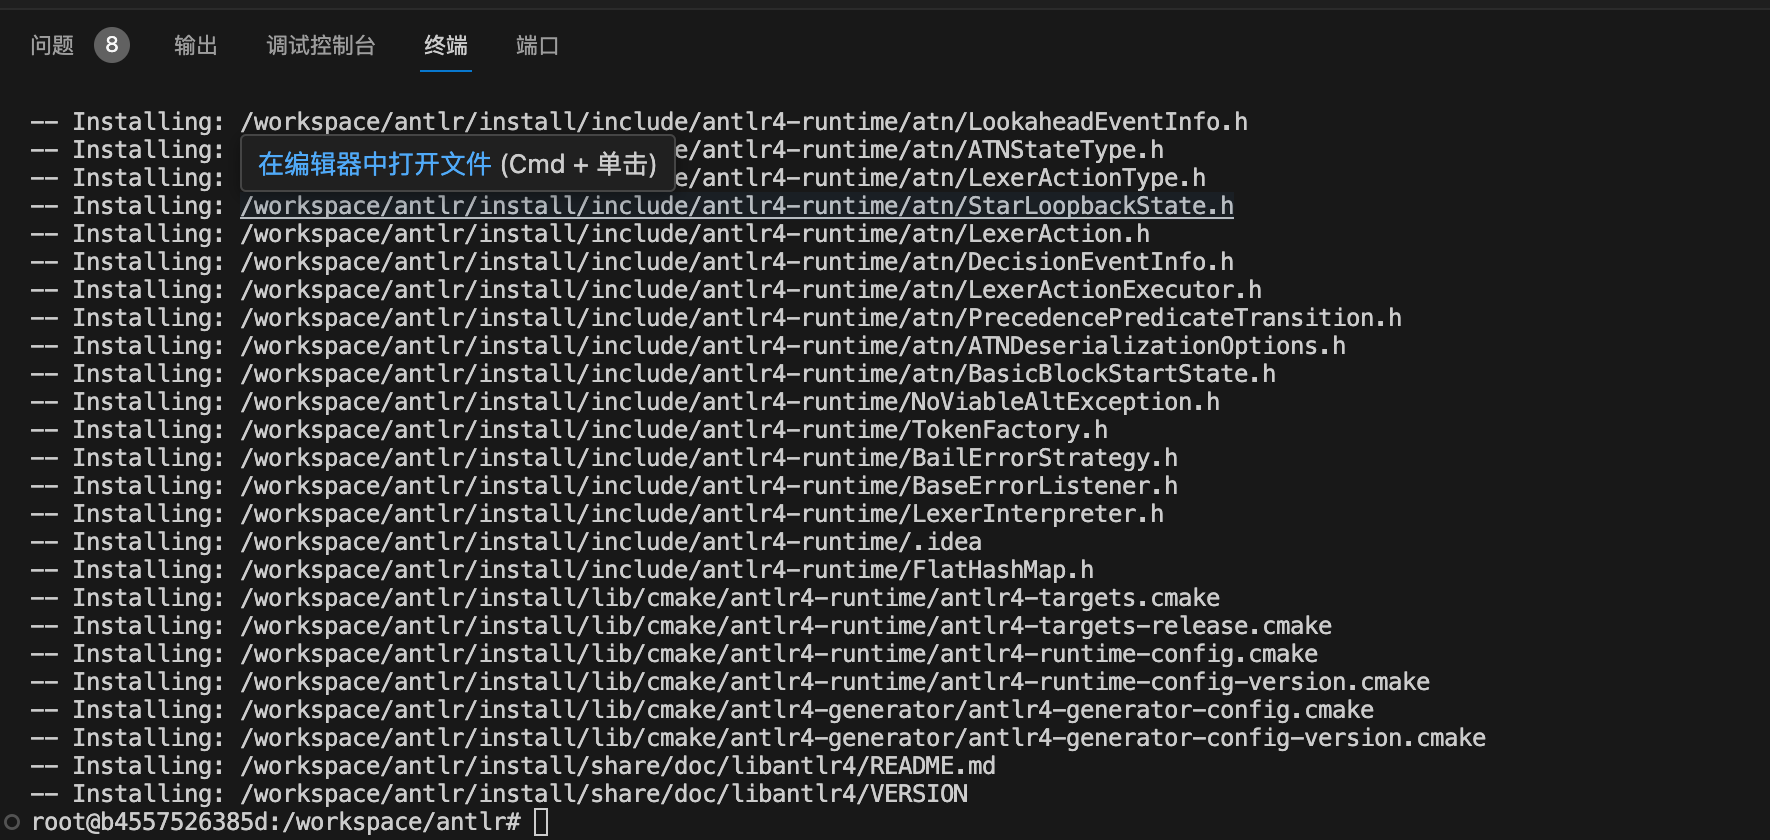 问题 8 输出 调试控制台 终端 端口
-- Installing: /workspace/antlr/install/include/antlr4-runtime/atn/LookaheadEventInfo.h
-- Installing: e/antlr4-runtime/atn/ATNStateType.h
在编辑器中打开文件 (Cmd + 单击)
-- Installing: e/antlr4-runtime/atn/LexerActionType.h
-- Installing: /workspace/antlr/install/include/antlr4-runtime/atn/StarLoopbackState.h
-- Installing: /workspace/antlr/install/include/antlr4-runtime/atn/LexerAction.h
-- Installing: /workspace/antlr/install/include/antlr4-runtime/atn/DecisionEventInfo.h
-- Installing: /workspace/antlr/install/include/antlr4-runtime/atn/LexerActionExecutor.h
-- Installing: /workspace/antlr/install/include/antlr4-runtime/atn/PrecedencePredicateTransition.h
-- Installing: /workspace/antlr/install/include/antlr4-runtime/atn/ATNDeserializationOptions.h
-- Installing: /workspace/antlr/install/include/antlr4-runtime/atn/BasicBlockStartState.h
-- Installing: /workspace/antlr/install/include/antlr4-runtime/NoViableAltException.h
-- Installing: /workspace/antlr/install/include/antlr4-runtime/TokenFactory.h
-- Installing: /workspace/antlr/install/include/antlr4-runtime/BailErrorStrategy.h
-- Installing: /workspace/antlr/install/include/antlr4-runtime/BaseErrorListener.h
-- Installing: /workspace/antlr/install/include/antlr4-runtime/LexerInterpreter.h
-- Installing: /workspace/antlr/install/include/antlr4-runtime/.idea
-- Installing: /workspace/antlr/install/include/antlr4-runtime/FlatHashMap.h
-- Installing: /workspace/antlr/install/lib/cmake/antlr4-runtime/antlr4-targets.cmake
-- Installing: /workspace/antlr/install/lib/cmake/antlr4-runtime/antlr4-targets-release.cmake
-- Installing: /workspace/antlr/install/lib/cmake/antlr4-runtime/antlr4-runtime-config.cmake
-- Installing: /workspace/antlr/install/lib/cmake/antlr4-runtime/antlr4-runtime-config-version.cmake
-- Installing: /workspace/antlr/install/lib/cmake/antlr4-generator/antlr4-generator-config.cmake
-- Installing: /workspace/antlr/install/lib/cmake/antlr4-generator/antlr4-generator-config-version.cmake
-- Installing: /workspace/antlr/install/share/doc/libantlr4/README.md
-- Installing: /workspace/antlr/install/share/doc/libantlr4/VERSION
root@b4557526385d:/workspace/antlr#